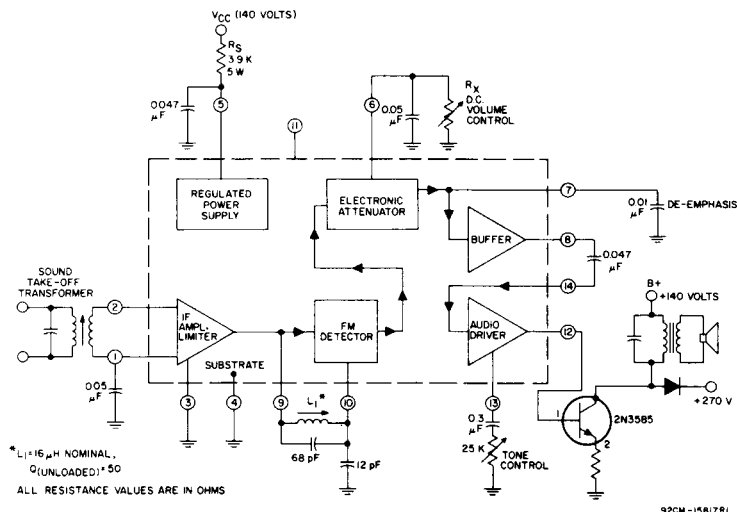 VCC (140 VOLTS)
RS
3.9 K
5 W
0.047
µF
5
11
6
0.05
µF
RX
D.C.
VOLUME
CONTROL
REGULATED
POWER
SUPPLY
ELECTRONIC
ATTENUATOR
7
0.01
µF
DE-EMPHASIS
BUFFER
8
0.047
µF
14
SOUND
TAKE-OFF
TRANSFORMER
2
1
IF
AMPL.
LIMITER
FM
DETECTOR
AUDIO
DRIVER
12
B+
+140 VOLTS
+270 V
SUBSTRATE
.005
µF
3
4
9
L1*
10
13
68 pF
12 pF
0.3
µF
25 K
TONE
CONTROL
1
2N3585
2
*L1=16 µH NOMINAL,
Q(UNLOADED)=50
ALL RESISTANCE VALUES ARE IN OHMS
92CM-15817R1